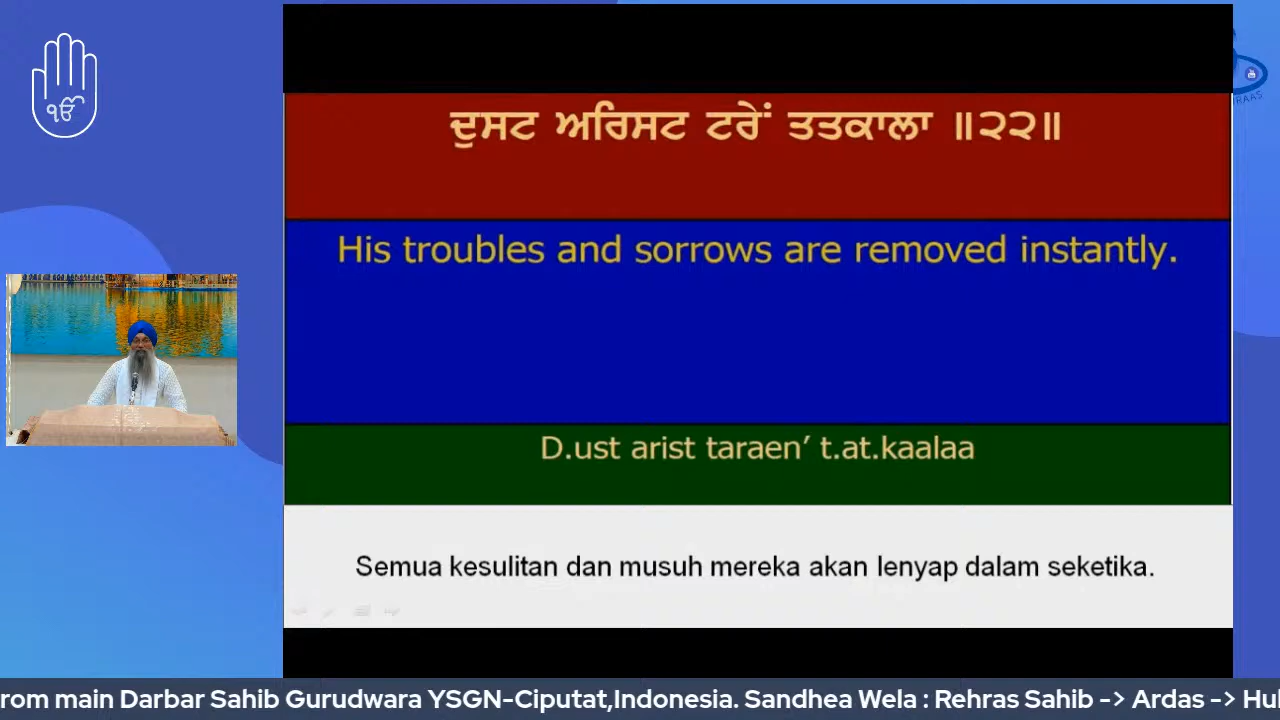 ੴ
ਦੁਸਟ ਅਰਿਸਟ ਟਰੇਂ ਤਤਕਾਲਾ ॥੨੨॥
His troubles and sorrows are removed instantly.
D.ust arist taraen’ t.at.kaalaa
Semua kesulitan dan musuh mereka akan lenyap dalam seketika.
rom main Darbar Sahib Gurudwara YSGN-Ciputat,Indonesia. Sandhea Wela : Rehras Sahib -> Ardas -> Hu